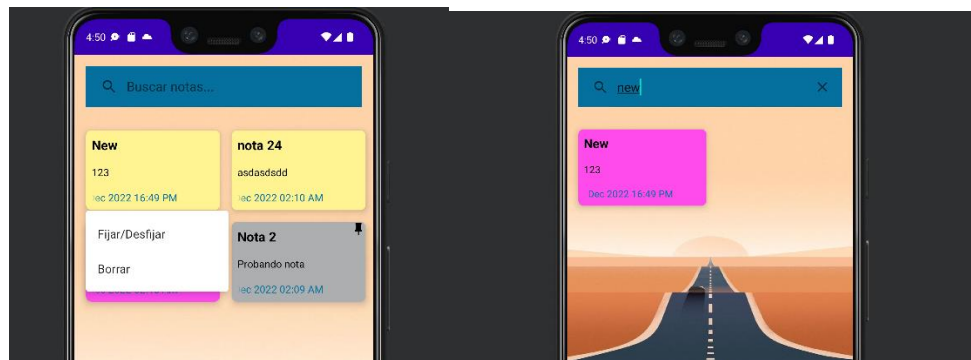 4:50
Buscar notas...
New
123
ec 2022 16:49 PM
nota 24
asdasdsdd
ec 2022 02:10 AM
Fijar/Desfijar
Borrar
Nota 2
Probando nota
ec 2022 02:09 AM
4:50
new
New
123
Dec 2022 16:49 PM